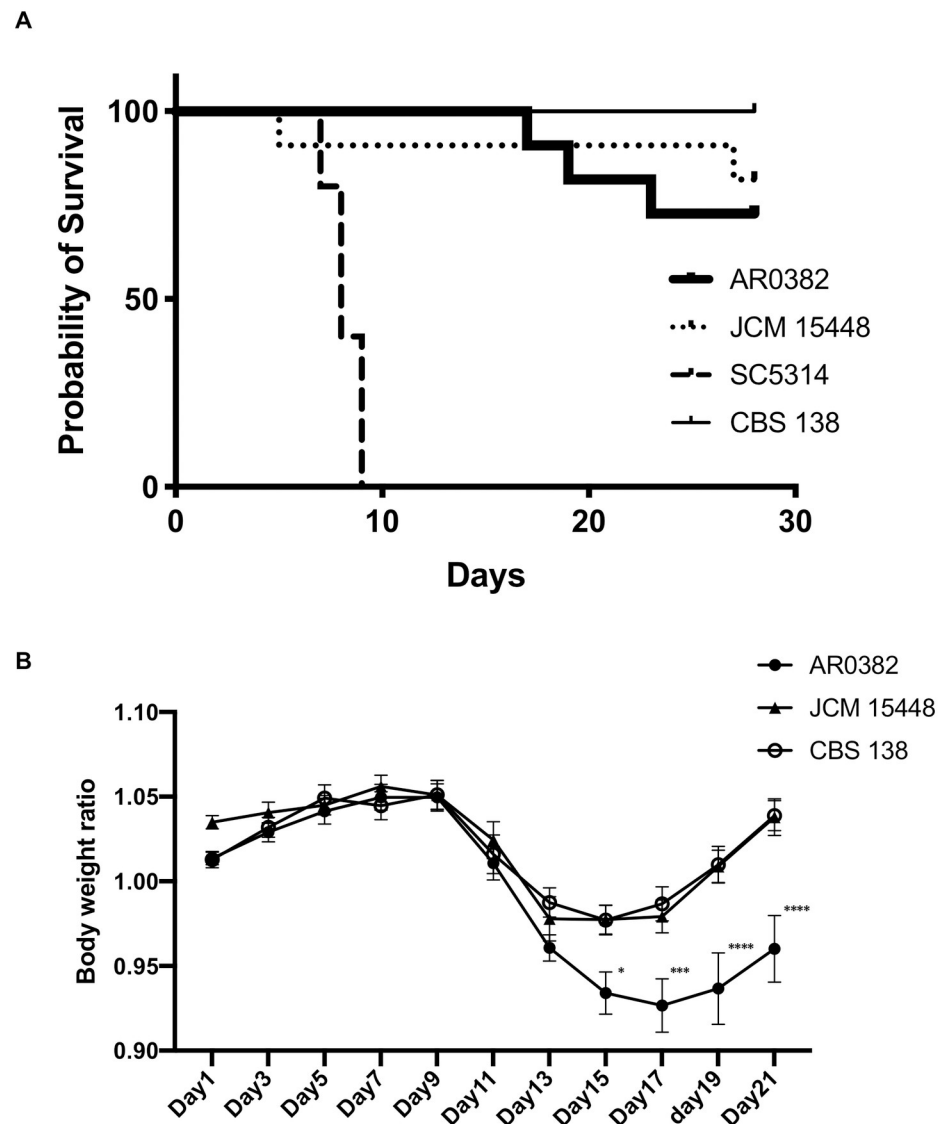 A
Probability of Survival
100
50
0
0 10 20 30
Days
AR0382
JCM 15448
SC5314
CBS 138
B
AR0382
JCM 15448
CBS 138
Body weight ratio
1.10
1.05
1.00
0.95
0.90
* *** **** ****
Day1 Day3 Day5 Day7 Day9 Day11 Day13 Day15 Day17 day19 Day21